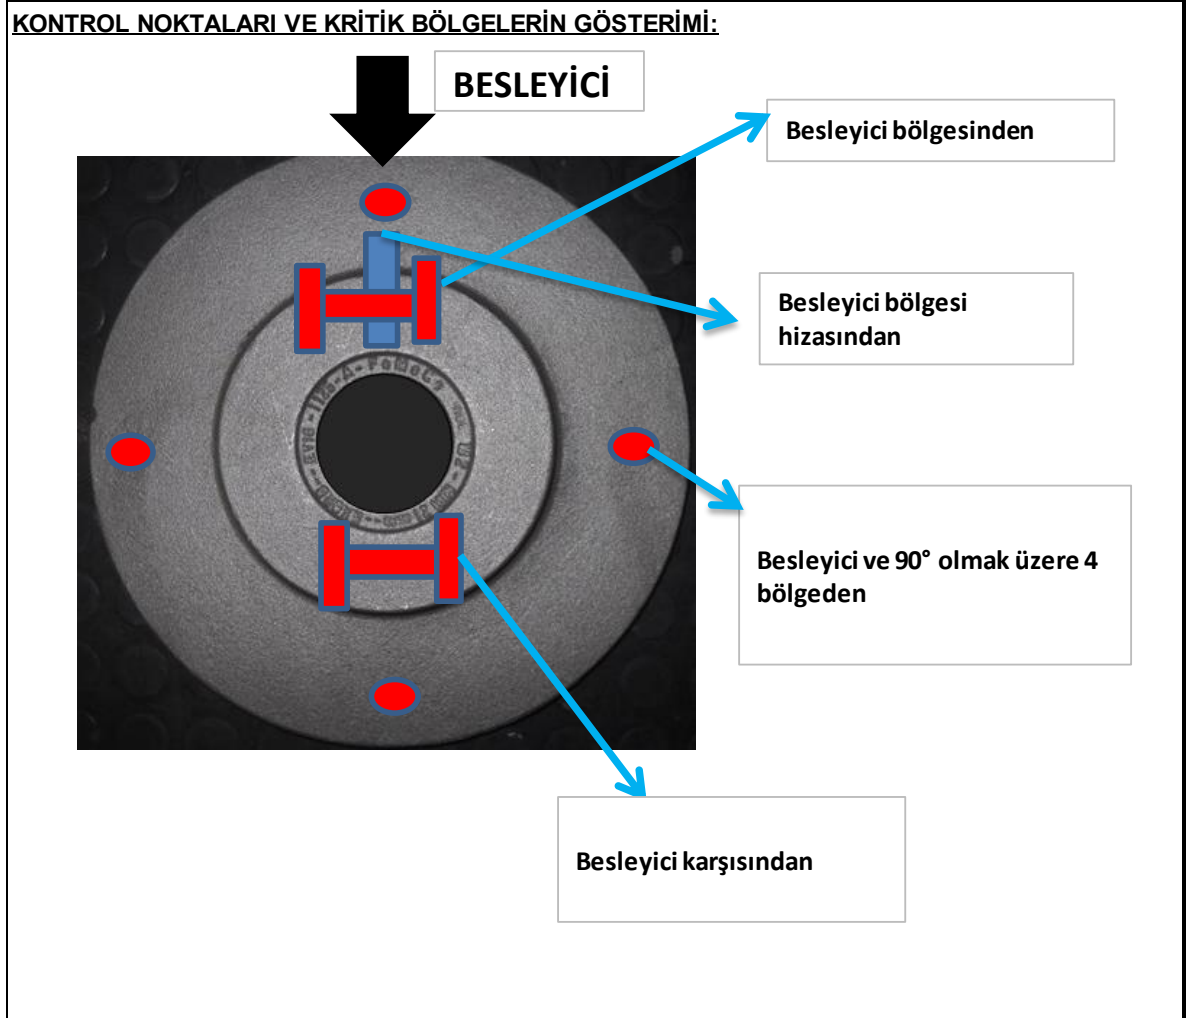 KONTROL NOKTALARI VE KRİTİK BÖLGELERİN GÖSTERİMİ:
BESLEYİCİ
Besleyici bölgesinden
Besleyici bölgesi
hizasından
Besleyici ve 90° olmak üzere 4
bölgeden
Besleyici karşısından